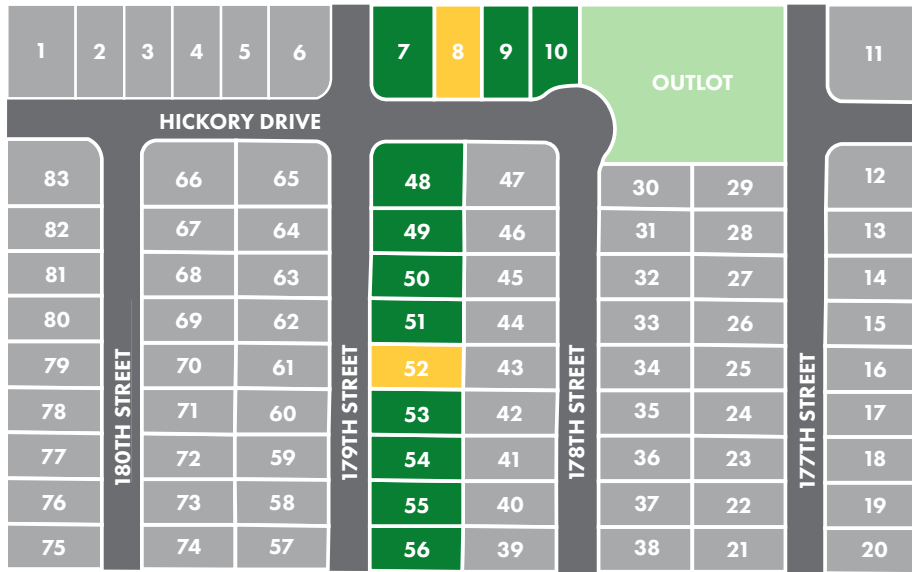 1 2 3 4 5 6 7 8 9 10 OUTLOT 11
HICKORY DRIVE
83 66 65 48 47 30 29 12
82 67 64 49 46 31 28 13
81 68 63 50 45 32 27 14
80 69 62 51 44 33 26 15
79 70 61 52 43 34 25 16
78 71 60 53 42 35 24 17
77 72 59 54 41 36 23 18
76 73 58 55 40 37 22 19
75 74 57 56 39 38 21 20
180TH STREET
179TH STREET
178TH STREET
177TH STREET